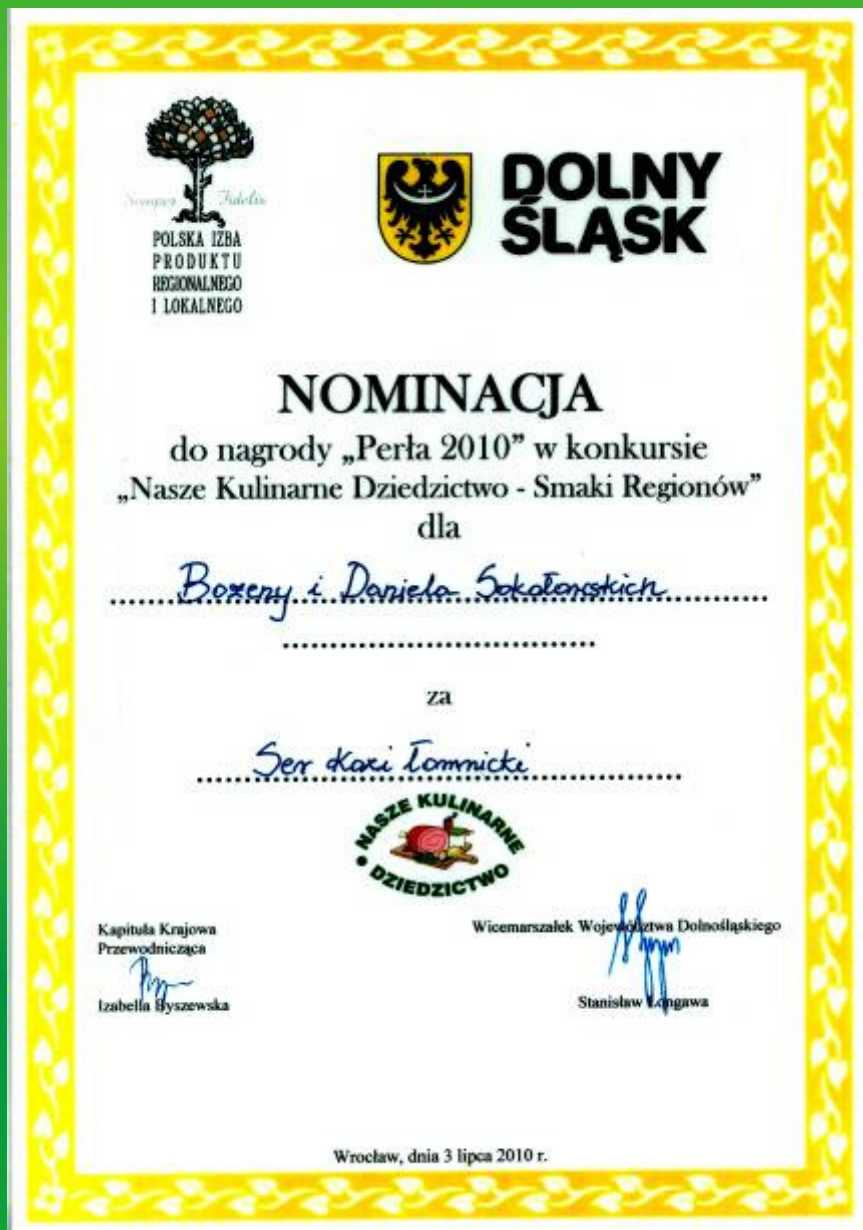 Semper Fidelis
POLSKA IZBA
PRODUKTU
REGIONALNEGO
I LOKALNEGO
DOLNY
ŚLĄSK
NOMINACJA
do nagrody „Perła 2010” w konkursie
„Nasze Kulinarne Dziedzictwo - Smaki Regionów”
dla
Bożeny i Daniela Sokołowskich
za
Ser Kozi Łomnicki
NASZE KULINARNE
DZIEDZICTWO
Kapituła Krajowa
Przewodnicząca
Izabella Byszewska
Wicemarszałek Województwa Dolnośląskiego
Stanisław Longawa
Wrocław, dnia 3 lipca 2010 r.